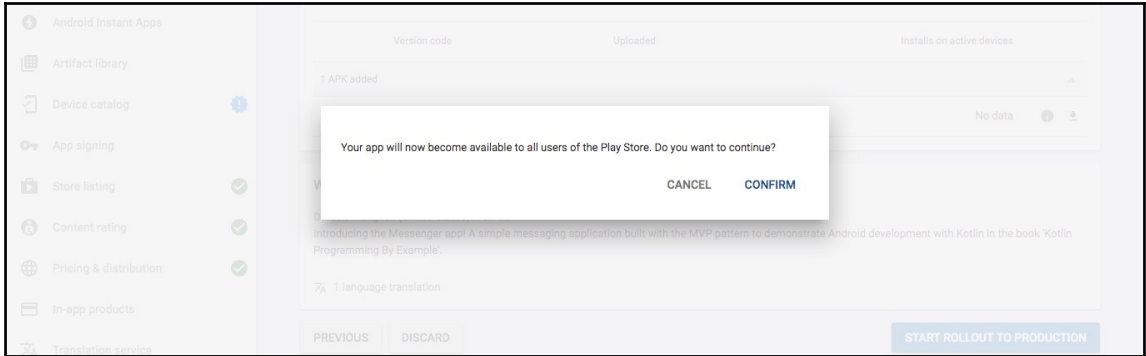 Android Instant Apps
Version code Uploaded Installs on active devices
Artifact library
1 APK added
Device catalog
No data
Your app will now become available to all users of the Play Store. Do you want to continue?
App signing
CANCEL CONFIRM
Store listing
Content rating
Introducing the Messenger app! A simple messaging application built with the MVP pattern to demonstrate Android development with Kotlin in the book 'Kotlin
Programming By Example'.
Pricing & distribution
1 language translation
In-app products
PREVIOUS DISCARD START ROLLOUT TO PRODUCTION
Translation service